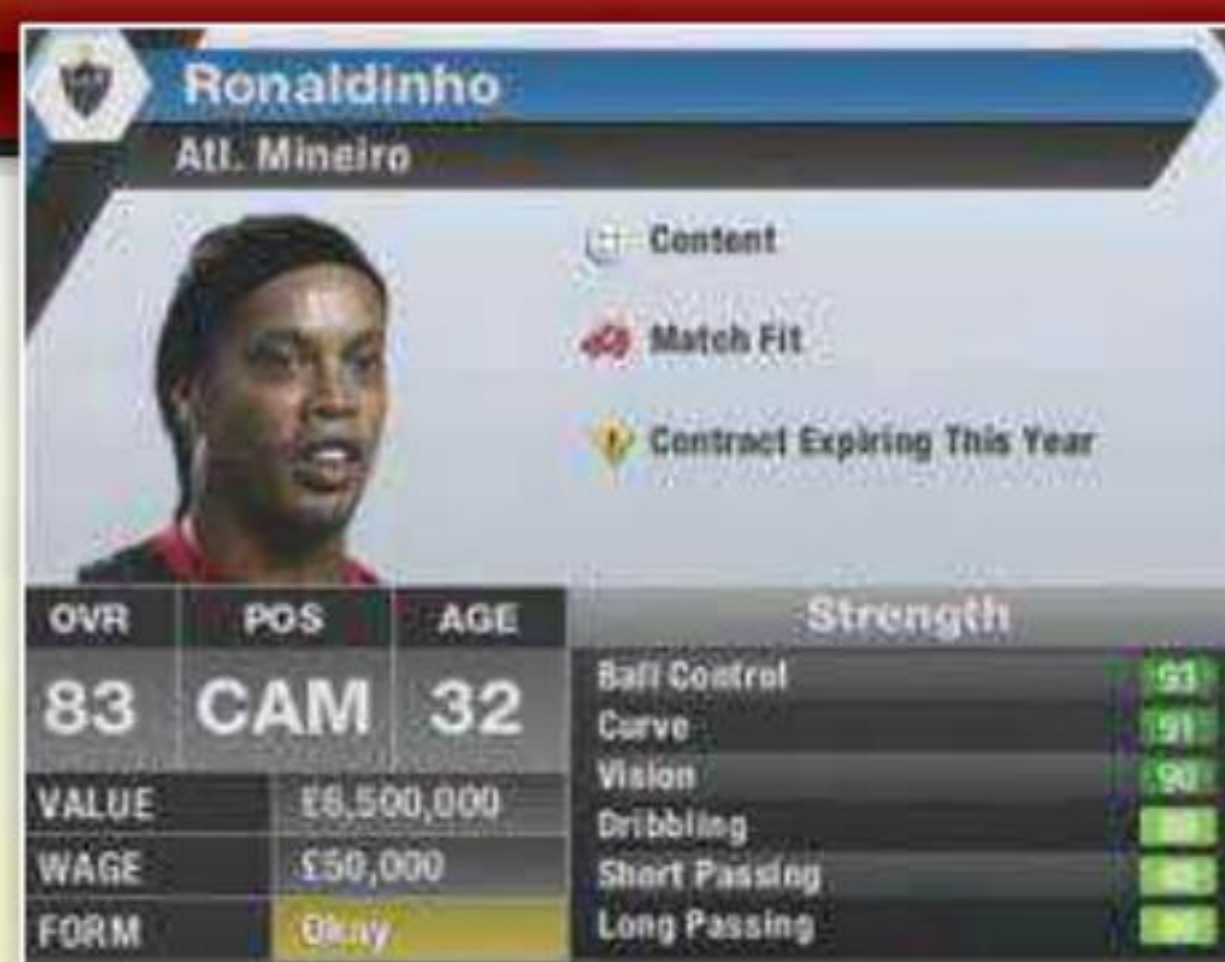 Ronaldinho
Atl. Mineiro
Content
Match Fit
Contract Expiring This Year
OVR POS AGE
83 CAM 32
VALUE £6,500,000
WAGE £50,000
FORM Okay
Strength
Ball Control 93
Curve 91
Vision 90
Dribbling
Short Passing
Long Passing